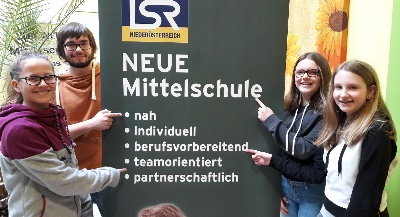 LSR
NIEDERÖSTERREICH
NEUE
Mittelschule
• nah
• individuell
• berufsvorbereitend
• teamorientiert
• partnerschaftlich